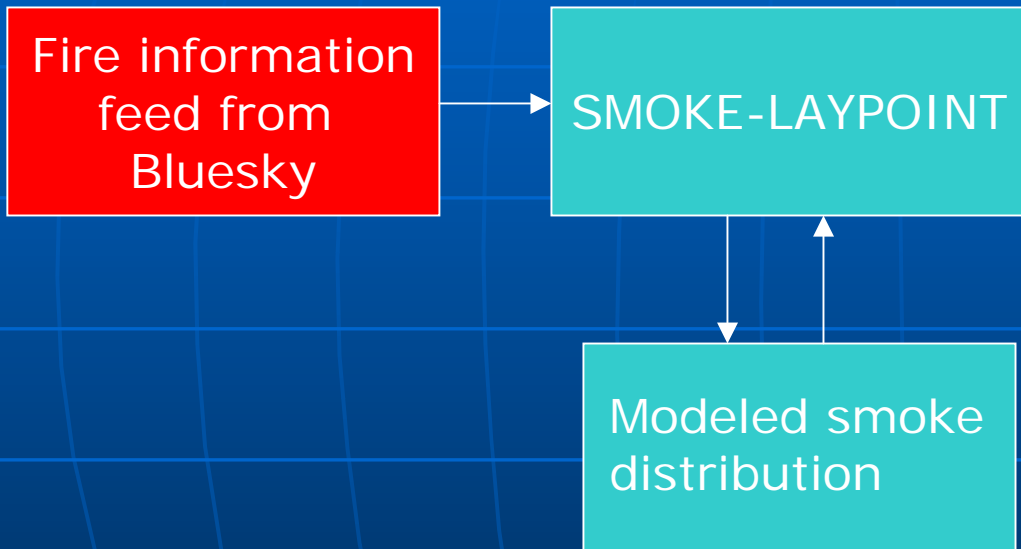 Fire information
feed from
Bluesky
SMOKE-LAYPOINT
Modeled smoke
distribution